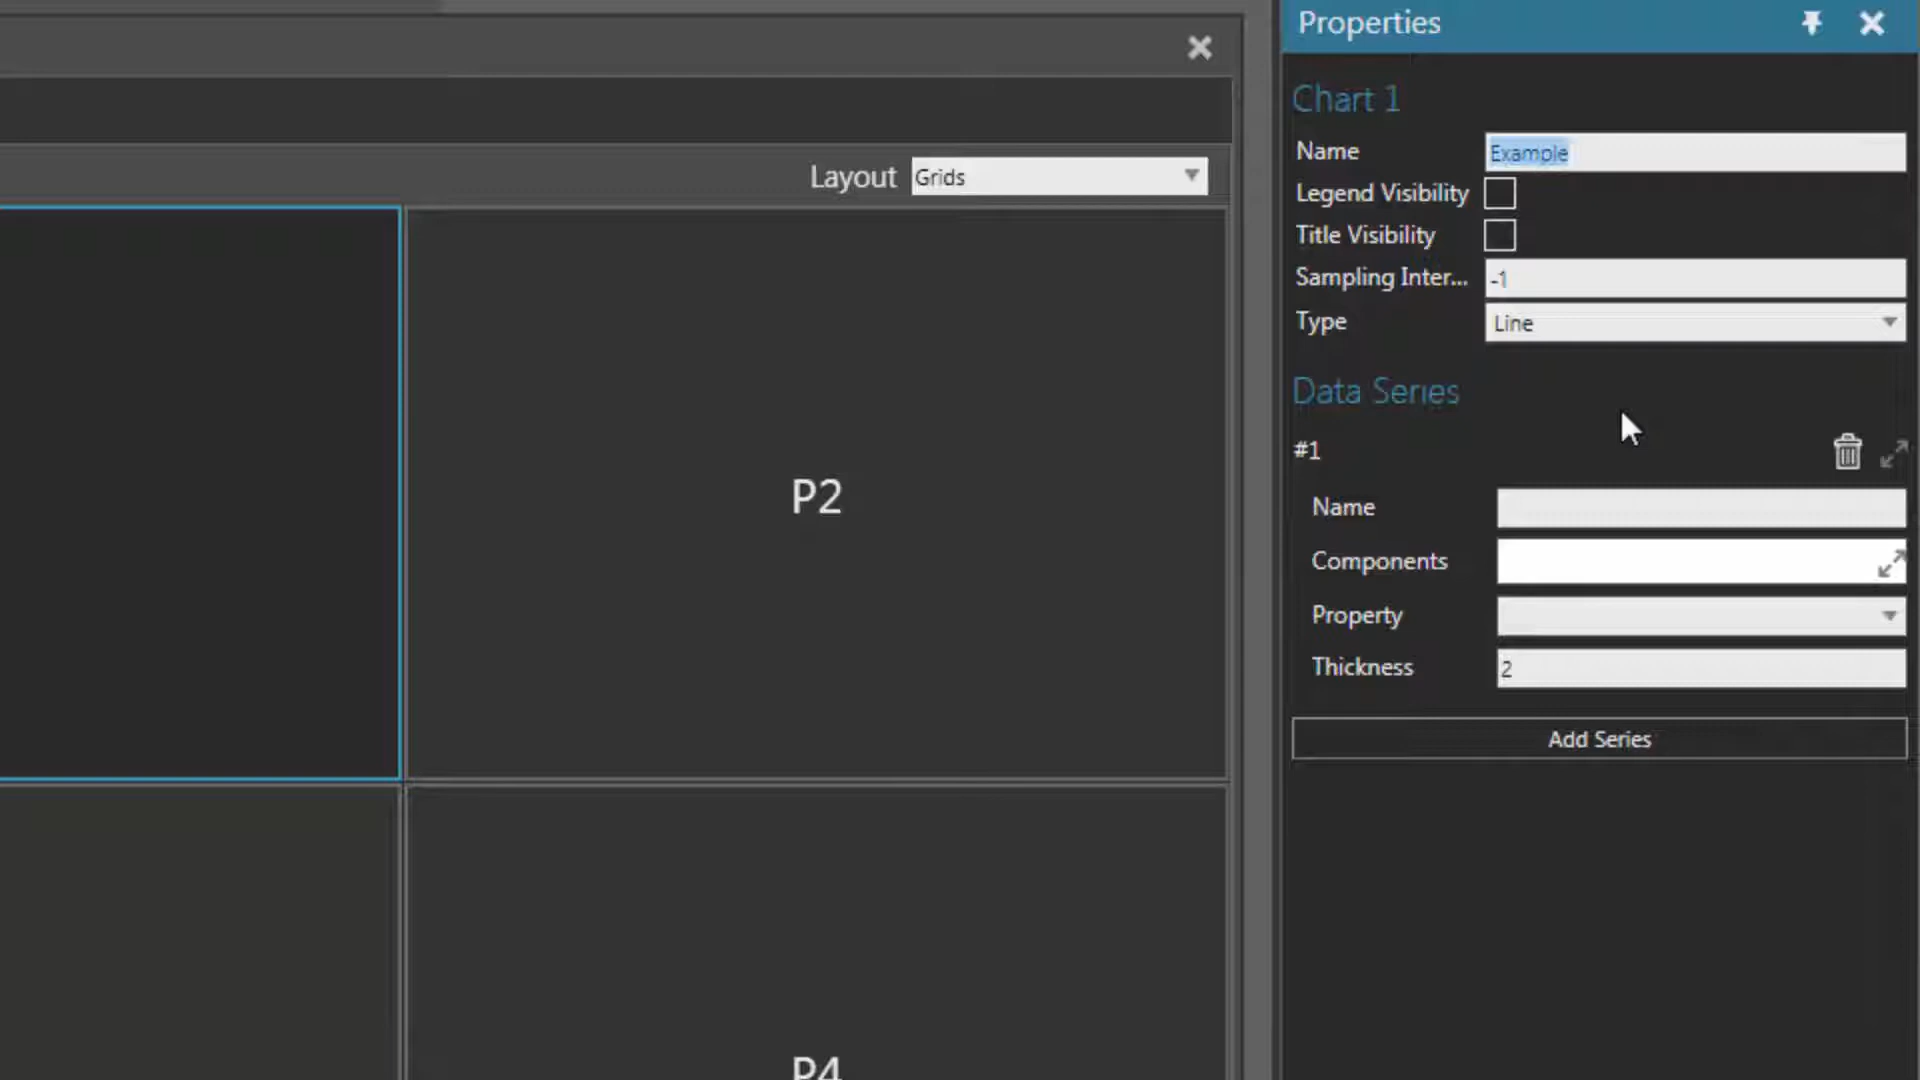 Properties
Chart 1
Name Example
Legend Visibility
Title Visibility
Sampling Inter... -1
Type Line
Layout Grids
Data Series
#1
Name
Components
Property
Thickness 2
Add Series
P2
P4